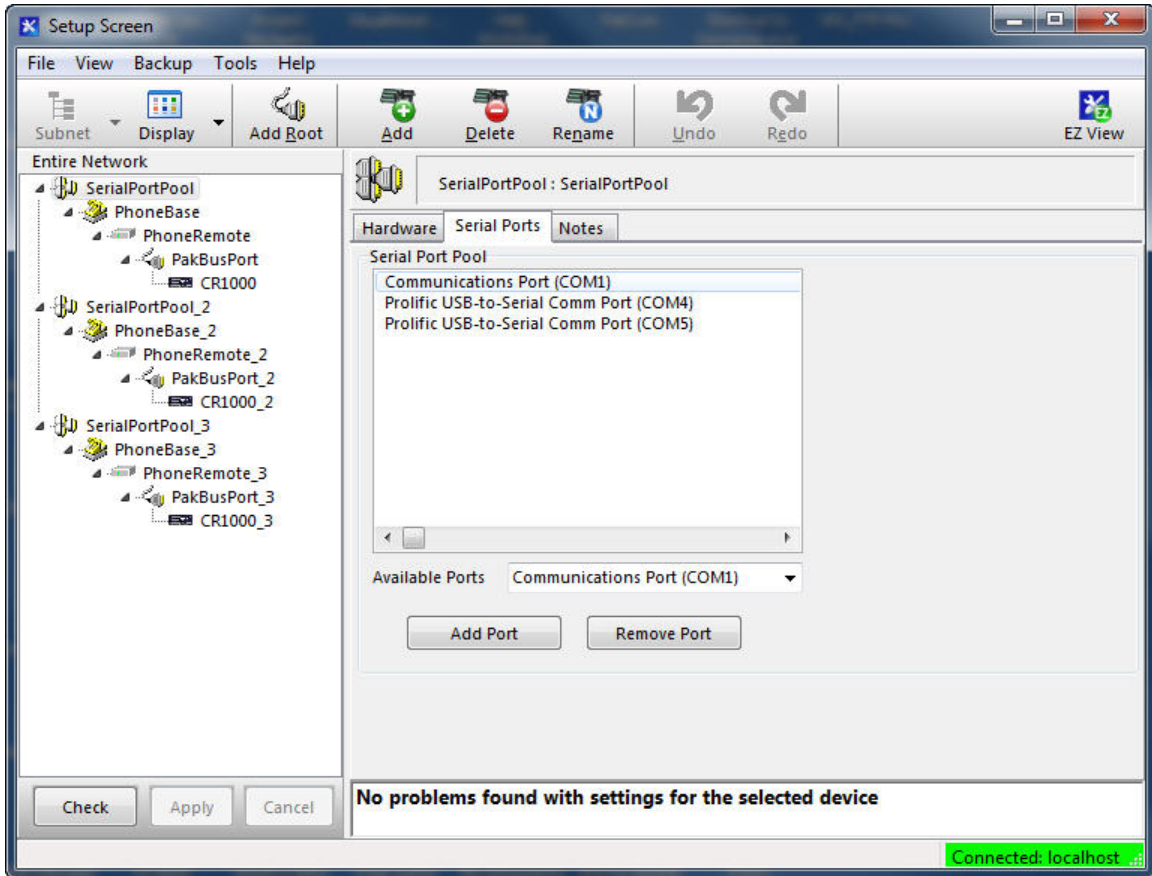 Setup Screen
File View Backup Tools Help
Subnet Display Add Root Add Delete Rename Undo Redo EZ View
Entire Network
SerialPortPool
PhoneBase
PhoneRemote
PakBusPort
CR1000
SerialPortPool_2
PhoneBase_2
PhoneRemote_2
PakBusPort_2
CR1000_2
SerialPortPool_3
PhoneBase_3
PhoneRemote_3
PakBusPort_3
CR1000_3
SerialPortPool : SerialPortPool
Hardware Serial Ports Notes
Serial Port Pool
Communications Port (COM1)
Prolific USB-to-Serial Comm Port (COM4)
Prolific USB-to-Serial Comm Port (COM5)
Available Ports Communications Port (COM1)
Add Port Remove Port
Check Apply Cancel
No problems found with settings for the selected device
Connected: localhost